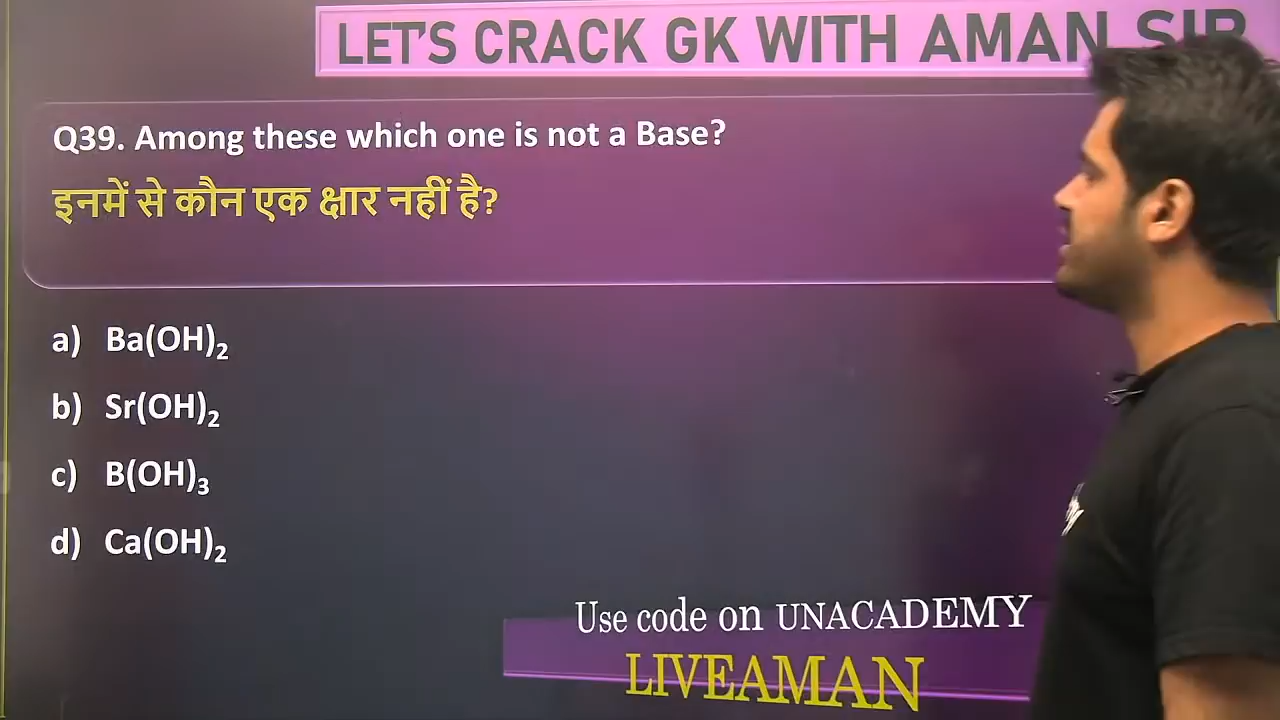 LET'S CRACK GK WITH AMAN SIR
Q39. Among these which one is not a Base?
इनमें से कौन एक क्षार नहीं है?
a) Ba(OH)₂
b) Sr(OH)₂
c) B(OH)₃
d) Ca(OH)₂
Use code on UNACADEMY
LIVEAMAN